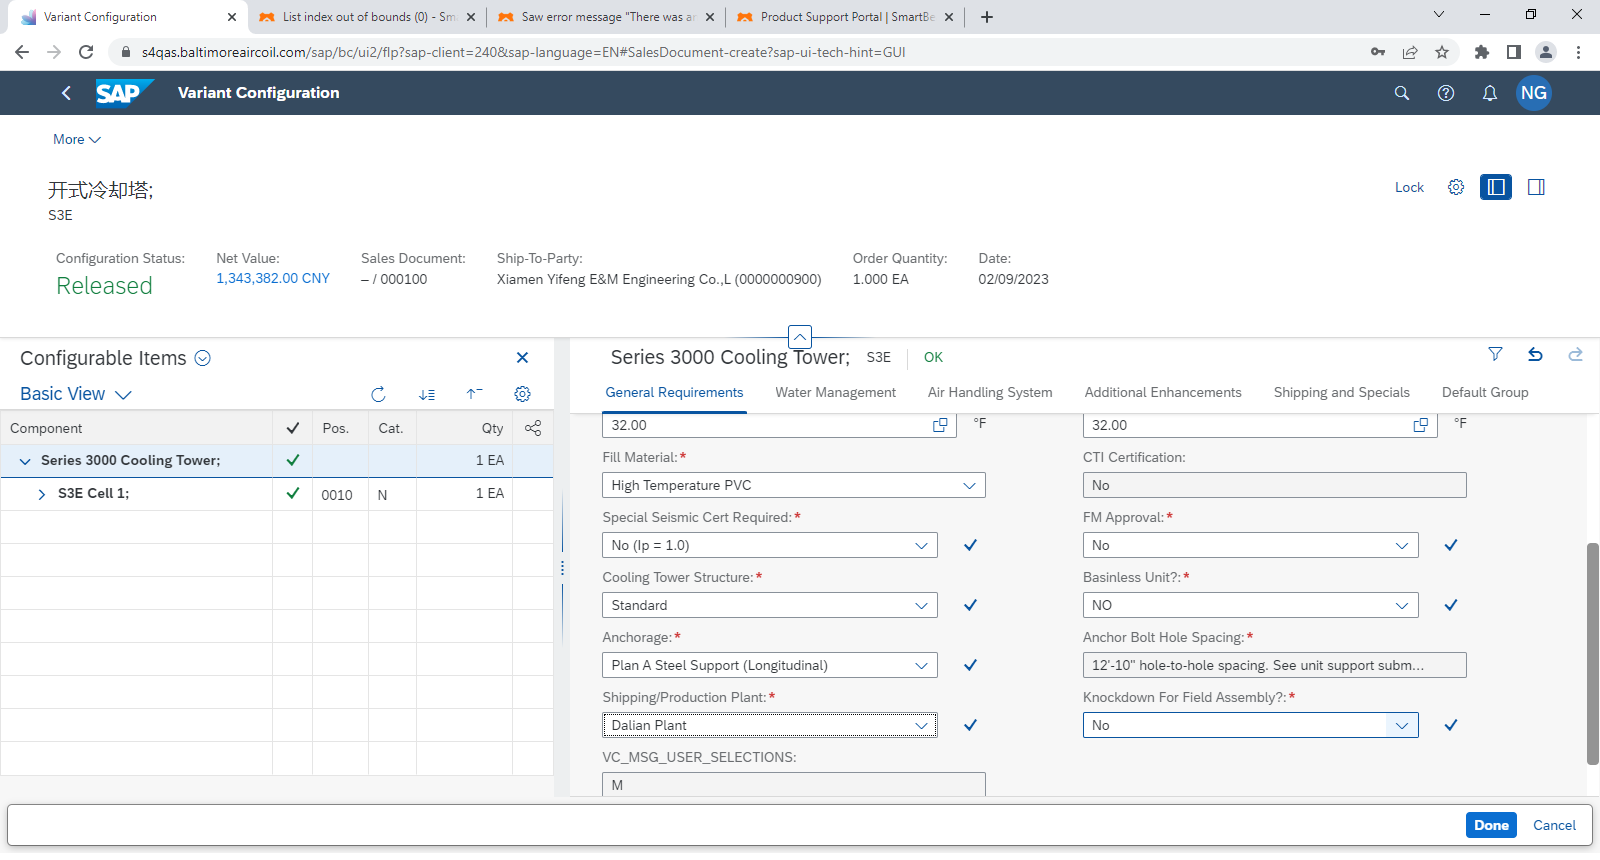 Variant Configuration
List index out of bounds (0) - Sm
Saw error message "There was ar
Product Support Portal | SmartBe
s4qas.baltimoreaircoil.com/sap/bc/ui2/flp?sap-client=240&sap-language=EN#SalesDocument-create?sap-ui-tech-hint=GUI
SAP
Variant Configuration
NG
More
开式冷却塔;
S3E
Lock
Configuration Status:
Net Value:
Sales Document:
Ship-To-Party:
Order Quantity:
Date:
Released
1,343,382.00 CNY
– / 000100
Xiamen Yifeng E&M Engineering Co.,L (0000000900)
1.000 EA
02/09/2023
Configurable Items
Basic View
Component
Pos.
Cat.
Qty
Series 3000 Cooling Tower;
1 EA
S3E Cell 1;
0010
N
1 EA
Series 3000 Cooling Tower;
S3E
OK
General Requirements
Water Management
Air Handling System
Additional Enhancements
Shipping and Specials
Default Group
32.00
°F
32.00
°F
Fill Material:*
CTI Certification:
High Temperature PVC
No
Special Seismic Cert Required:*
FM Approval:*
No (Ip = 1.0)
No
Cooling Tower Structure:*
Basinless Unit?:*
Standard
NO
Anchorage:*
Anchor Bolt Hole Spacing:*
Plan A Steel Support (Longitudinal)
12'-10" hole-to-hole spacing. See unit support subm...
Shipping/Production Plant:*
Knockdown For Field Assembly?:*
Dalian Plant
No
VC_MSG_USER_SELECTIONS:
M
Done
Cancel